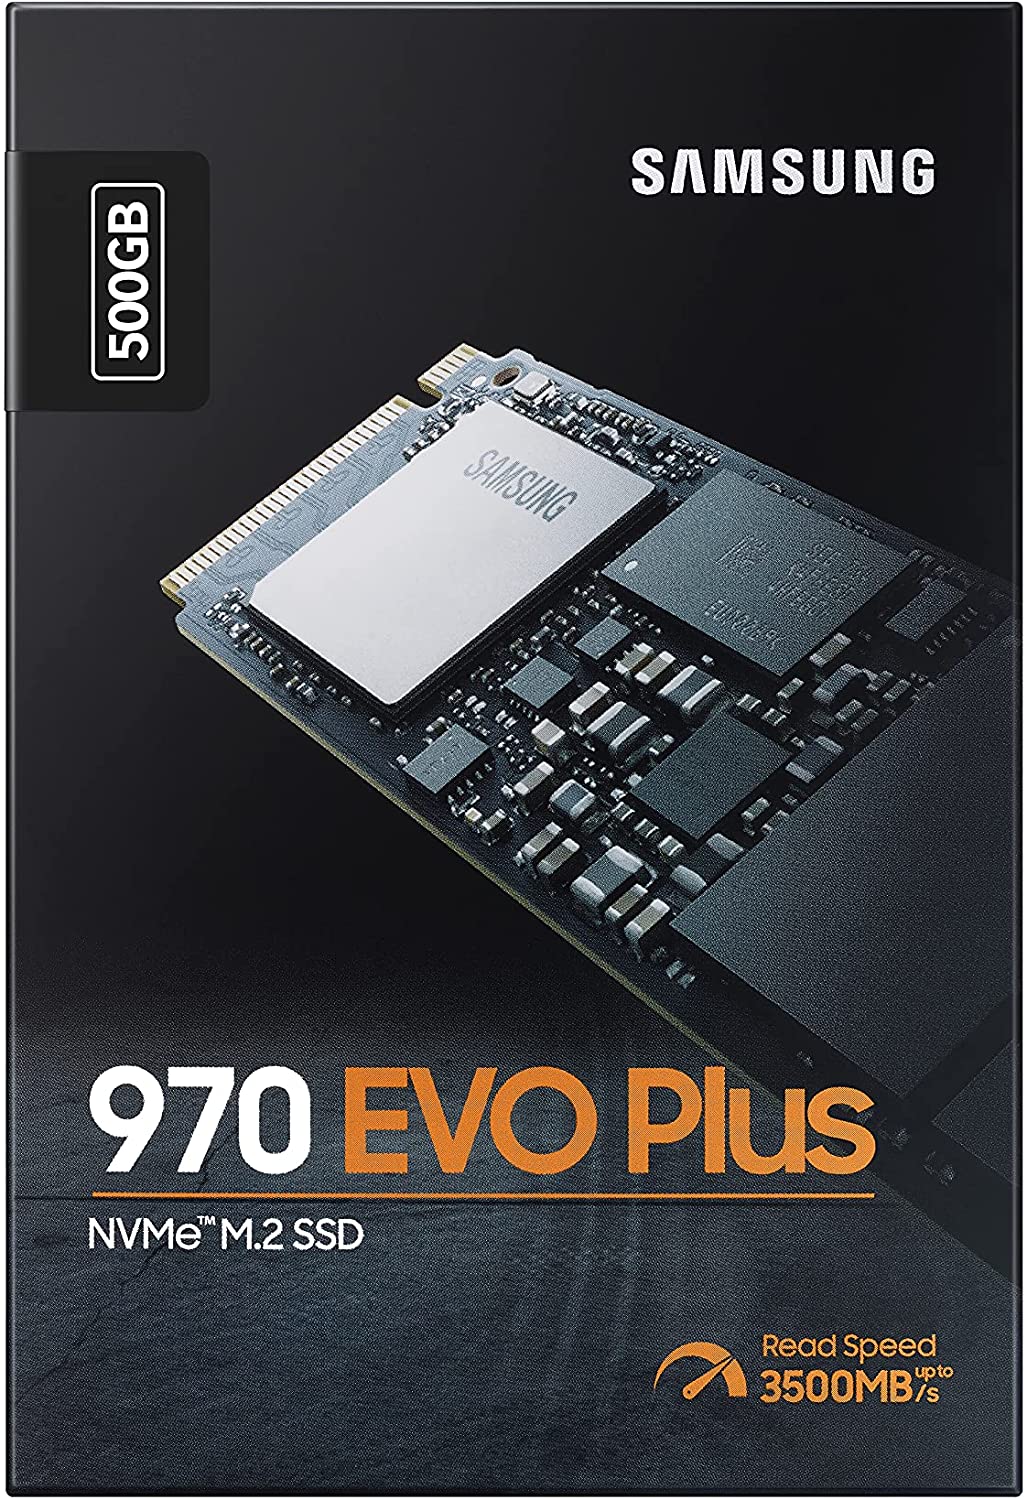 SAMSUNG
500GB
SAMSUNG
970 EVO Plus
NVMe™ M.2 SSD
Read Speed
up to
3500MB/s